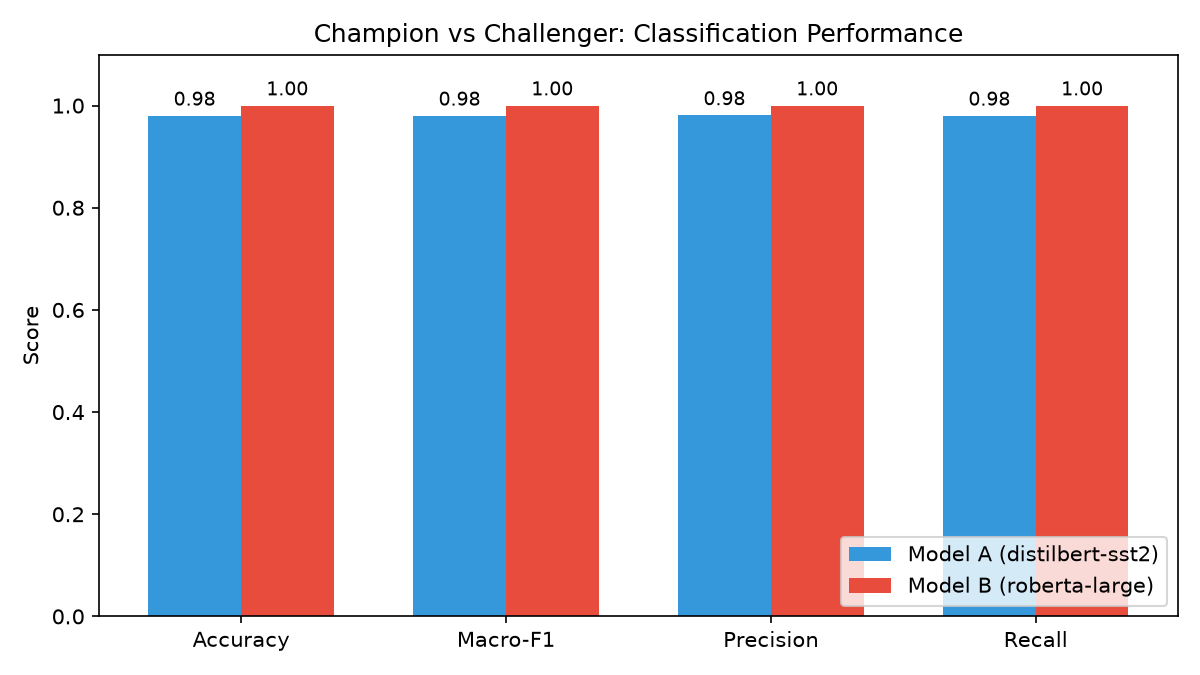 Champion vs Challenger: Classification Performance
0.98 1.00 0.98 1.00 0.98 1.00 0.98 1.00
1.0
0.8
0.6
0.4
0.2
0.0
Score
Model A (distilbert-sst2)
Model B (roberta-large)
Accuracy Macro-F1 Precision Recall